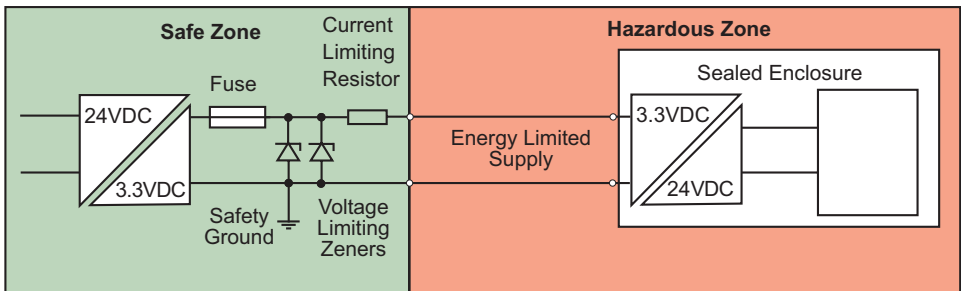 Safe Zone
Current
Limiting
Resistor
Fuse
24VDC
3.3VDC
Safety
Ground
Voltage
Limiting
Zeners
Hazardous Zone
Sealed Enclosure
Energy Limited
Supply
3.3VDC
24VDC